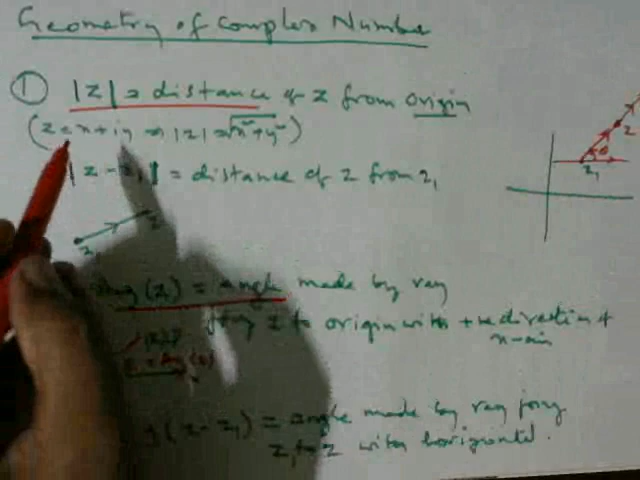 Geometry of Complex Number
① |z| = distance of z from origin
(z = x + iy ⇒ |z| = √x²+y²)
|z - z₁| = distance of z from z₁
z
z₁
θ
z₁
Arg(z) = angle made by ray
z to origin with +ve direction of
x-axis
g(z - z₁) = angle made by ray
z₁ to z with horizontal.